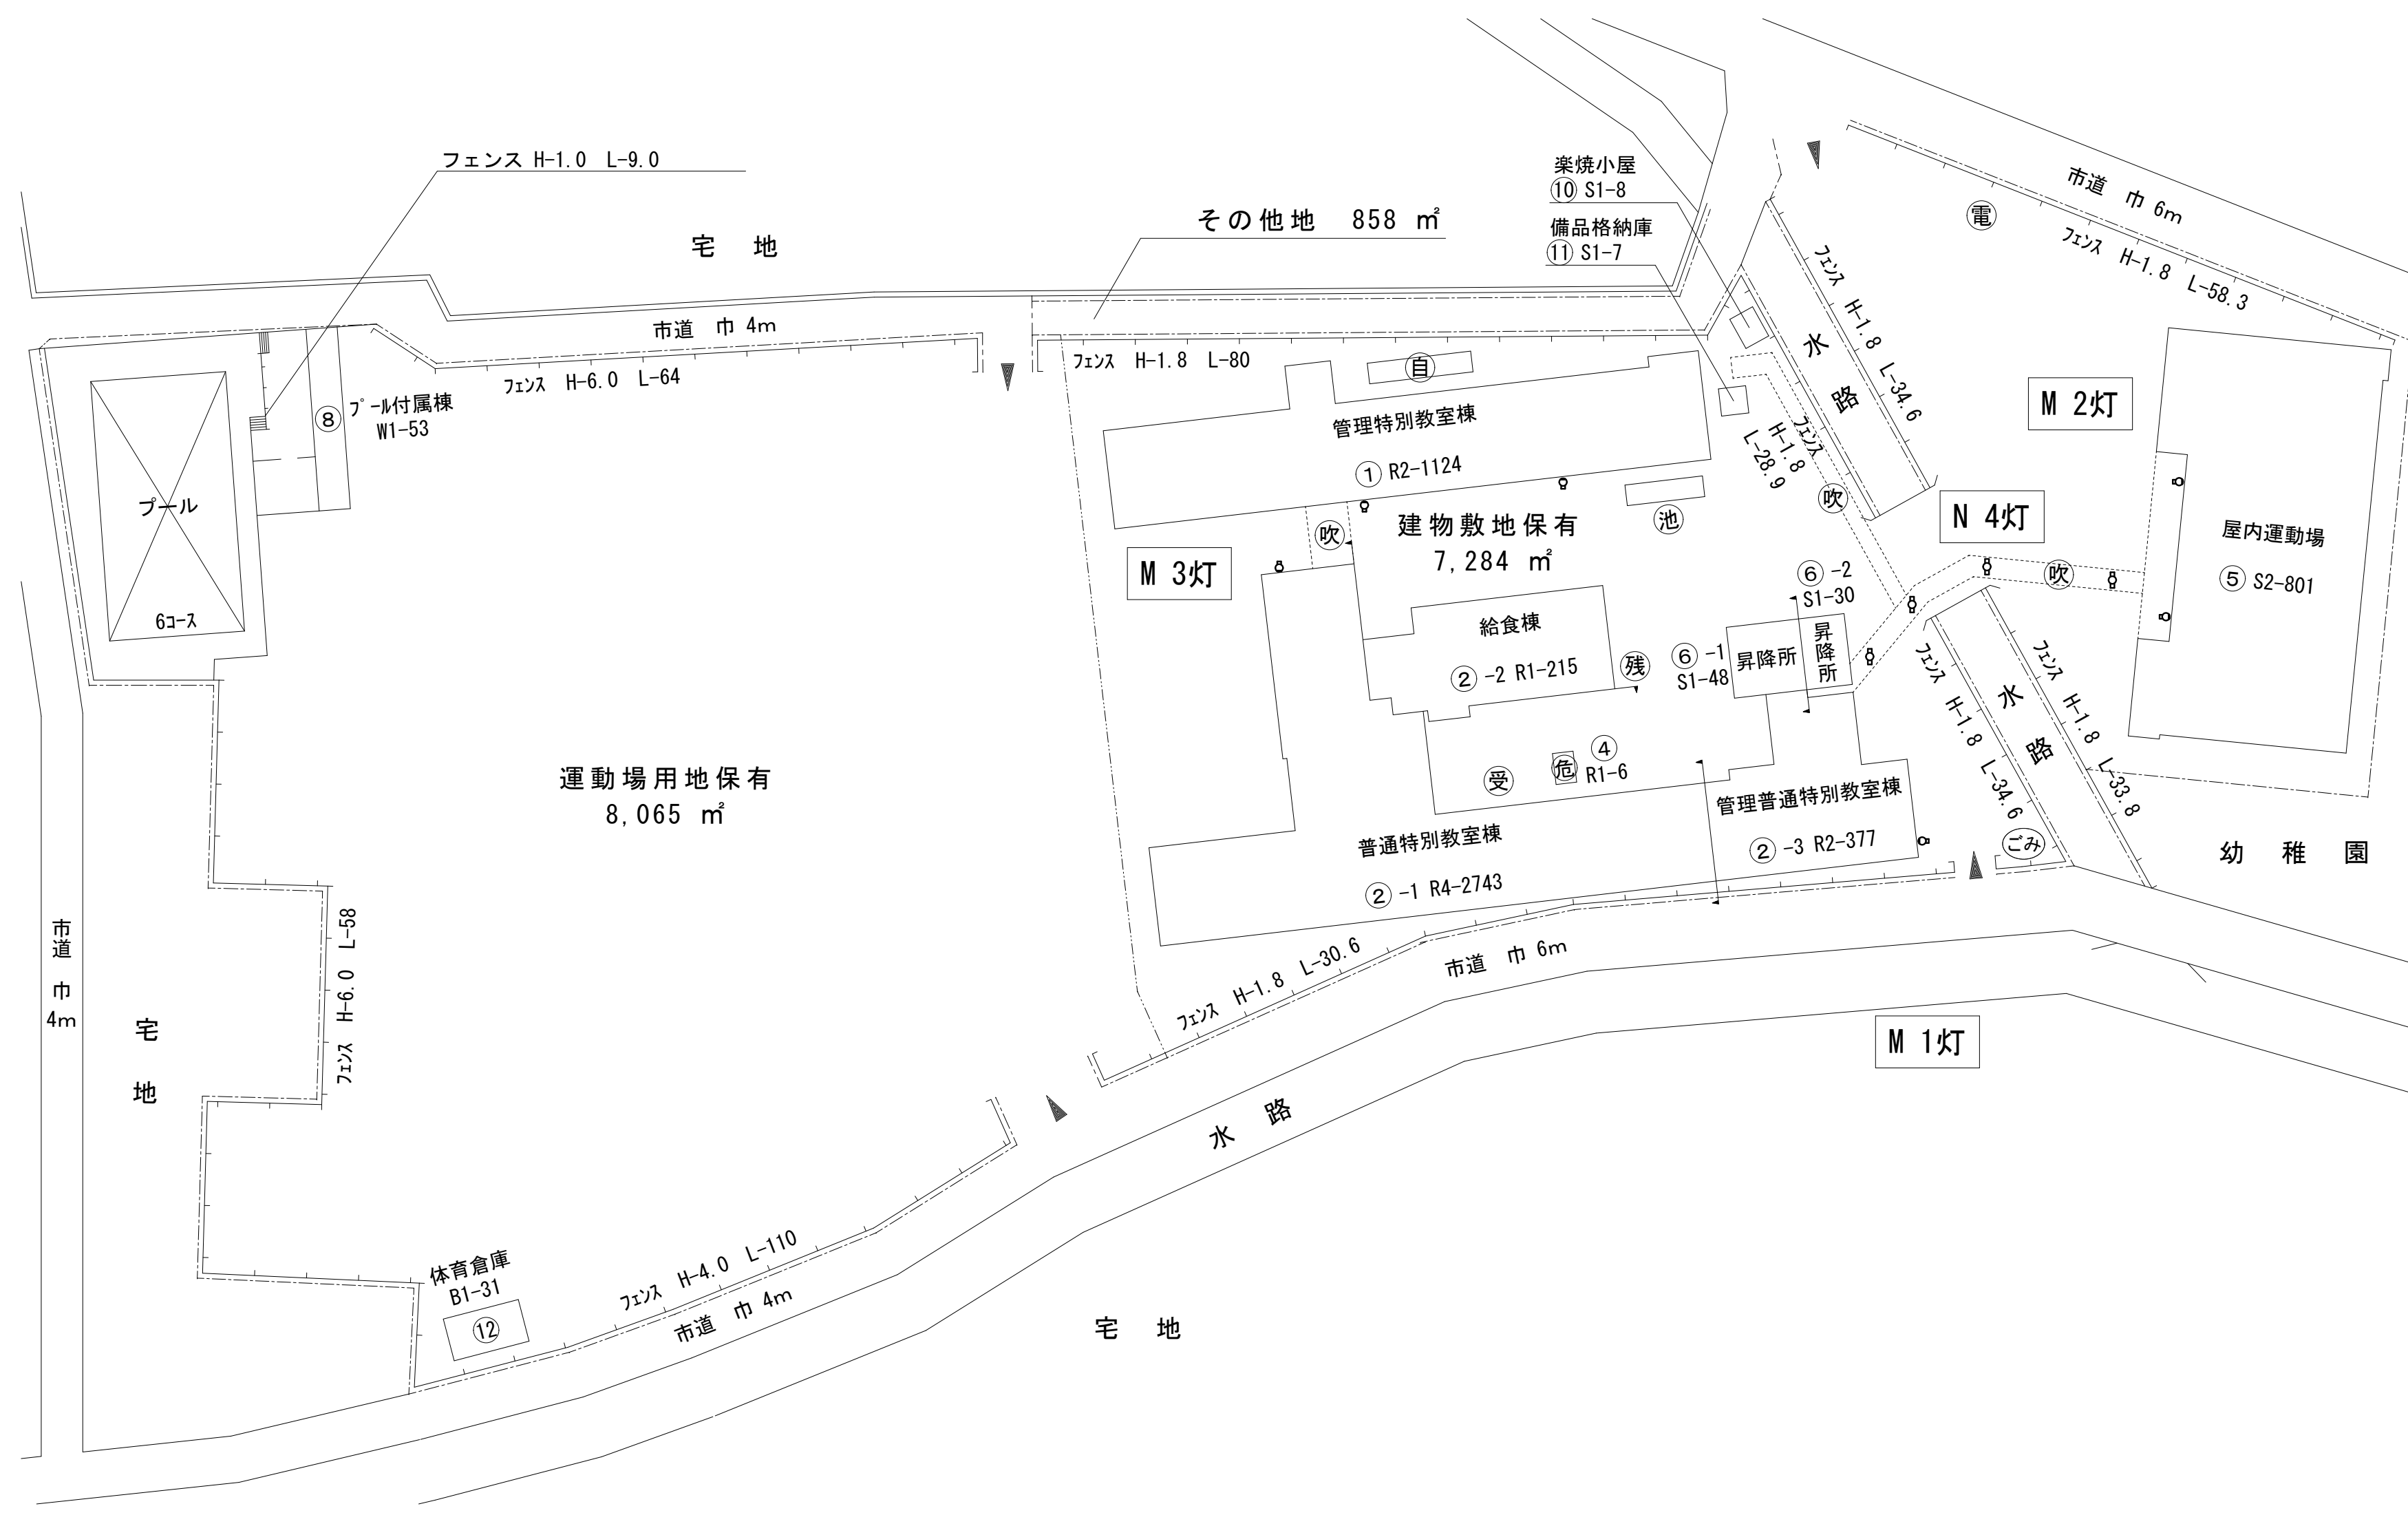 フェンス H-1.0 L-9.0
宅 地
その他地 858 ㎡
楽焼小屋
⑩ S1-8
備品格納庫
⑪ S1-7
市道 巾 6m
電
フェンス H-1.8 L-58.3
市道 巾 4m
フェンス H-6.0 L-64
フェンス H-1.8 L-80
自
フェンス H-1.8 L-34.6
水路
フェンス
H-1.8
L-28.9
M 2灯
⑧
プール付属棟
W1-53
プール
6コース
管理特別教室棟
① R2-1124
吹
建物敷地保有
7,284 ㎡
池
吹
N 4灯
M 3灯
屋内運動場
⑤ S2-801
吹
⑥ -2
S1-30
給食棟
② -2 R1-215
残
⑥ -1
S1-48
昇降所
昇降所
フェンス H-1.8 L-34.6
水路
フェンス H-1.8 L-33.8
運動場用地保有
8,065 ㎡
受
危
④
R1-6
管理普通特別教室棟
② -3 R2-377
普通特別教室棟
② -1 R4-2743
ごみ
幼 稚 園
市道 巾 4m
宅地
フェンス H-6.0 L-58
フェンス H-1.8 L-30.6
市道 巾 6m
M 1灯
水 路
体育倉庫
B1-31
⑫
フェンス H-4.0 L-110
市道 巾 4m
宅 地